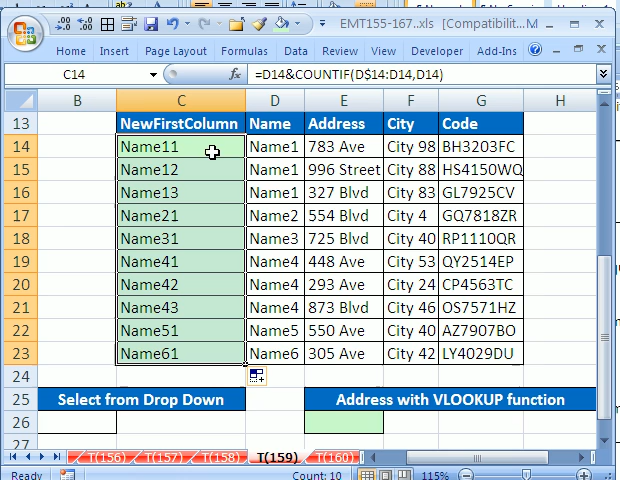 EMT155-167..xls [Compatibilit...M
Home Insert Page Layout Formulas Data Review View Developer Add-Ins
C14 fx =D14&COUNTIF(D$14:D14,D14)
B C D E F G H
13 NewFirstColumn Name Address City Code
14 Name11 Name1 783 Ave City 98 BH3203FC
15 Name12 Name1 996 Street City 88 HS4150WQ
16 Name13 Name1 327 Blvd City 83 GL7925CV
17 Name21 Name2 554 Blvd City 4 GQ7818ZR
18 Name31 Name3 725 Blvd City 40 RP1110QR
19 Name41 Name4 448 Ave City 53 QY2514EP
20 Name42 Name4 293 Ave City 24 CP4563TC
21 Name43 Name4 873 Blvd City 46 OS7571HZ
22 Name51 Name5 550 Ave City 40 AZ7907BO
23 Name61 Name6 305 Ave City 42 LY4029DU
24
25 Select from Drop Down Address with VLOOKUP function
26
27
T(156) T(157) T(158) T(159) T(160)
Ready Count: 10 115%